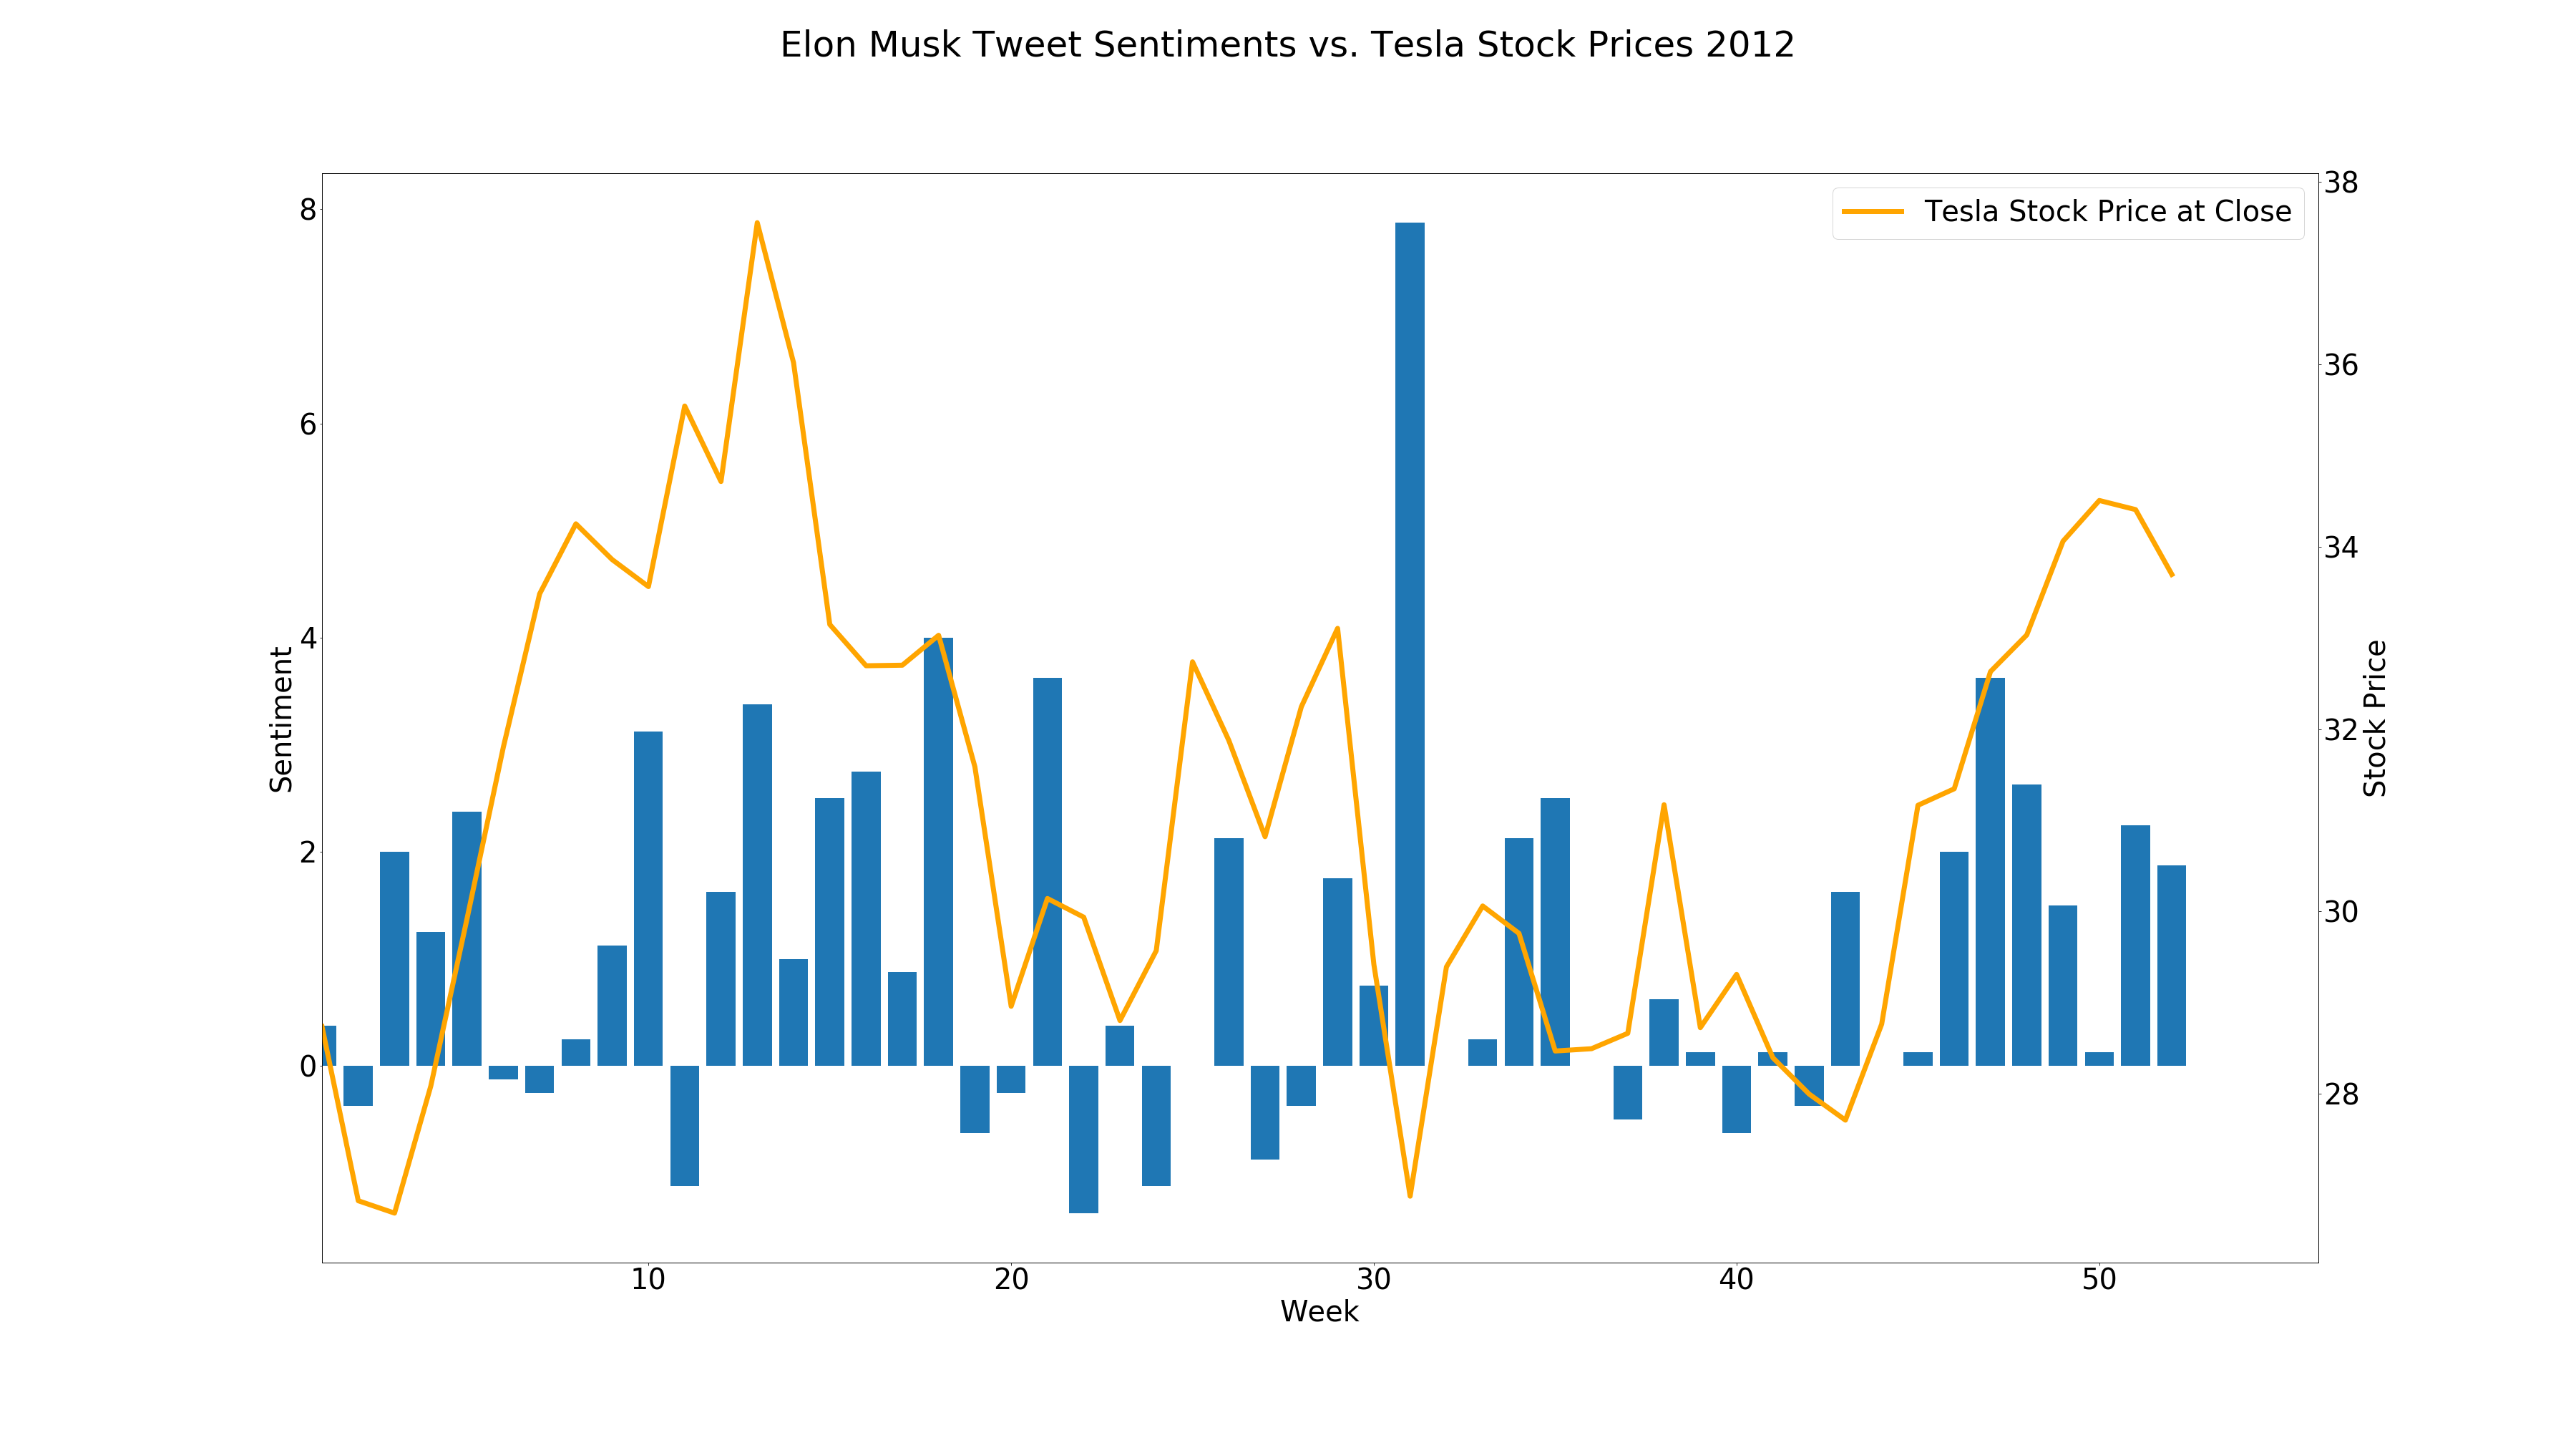 Elon Musk Tweet Sentiments vs. Tesla Stock Prices 2012
Tesla Stock Price at Close
8
6
4
2
0
Sentiment
38
36
34
32
30
28
Stock Price
10 20 30 40 50
Week